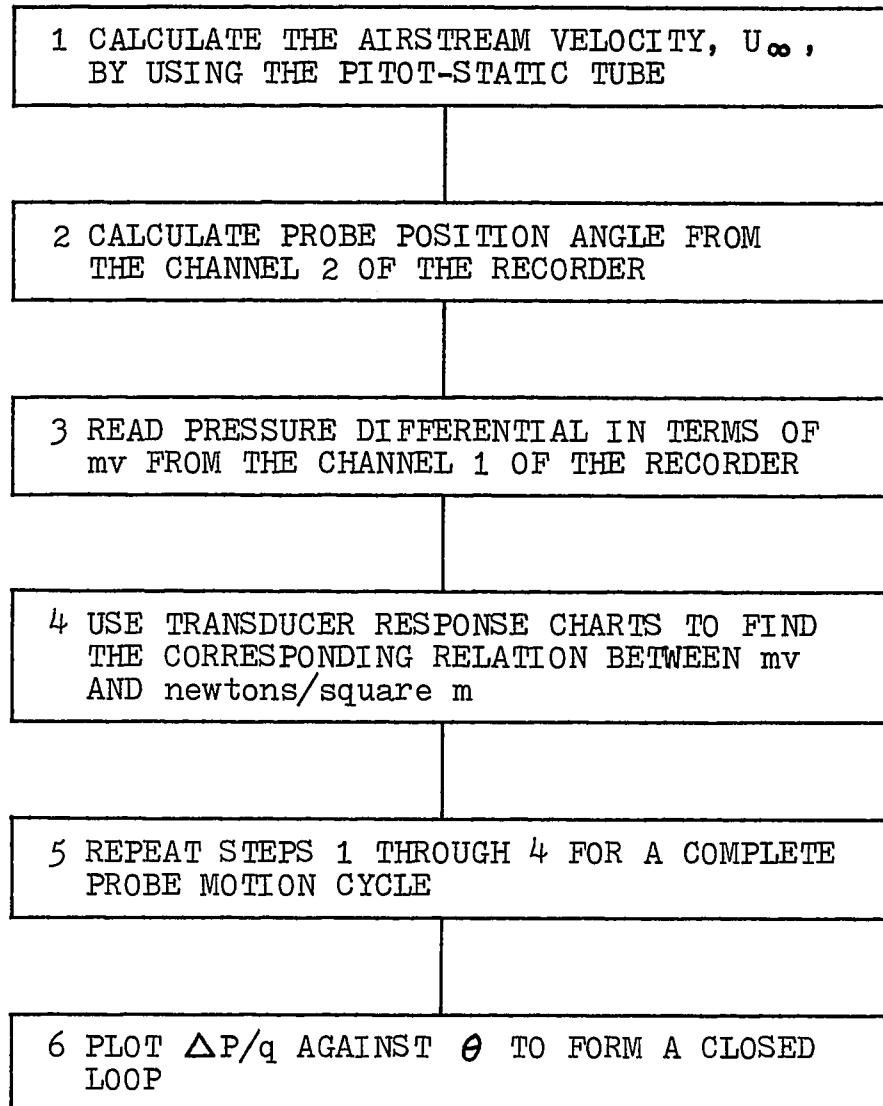 1 CALCULATE THE AIRSTREAM VELOCITY, U∞,
BY USING THE PITOT-STATIC TUBE
2 CALCULATE PROBE POSITION ANGLE FROM
THE CHANNEL 2 OF THE RECORDER
3 READ PRESSURE DIFFERENTIAL IN TERMS OF
mv FROM THE CHANNEL 1 OF THE RECORDER
4 USE TRANSDUCER RESPONSE CHARTS TO FIND
THE CORRESPONDING RELATION BETWEEN mv
AND newtons/square m
5 REPEAT STEPS 1 THROUGH 4 FOR A COMPLETE
PROBE MOTION CYCLE
6 PLOT ΔP/q AGAINST θ TO FORM A CLOSED
LOOP